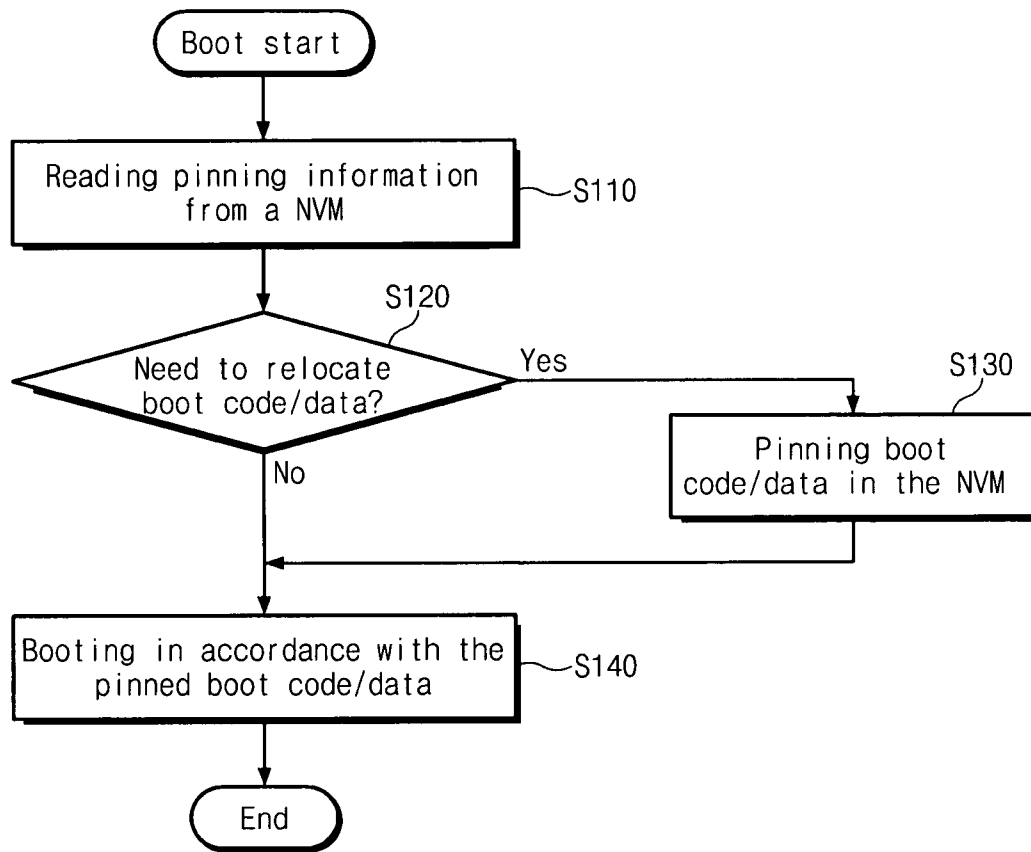 Boot start
Reading pinning information
from a NVM
S110
S120
Need to relocate
boot code/data?
Yes
S130
Pinning boot
code/data in the NVM
No
Booting in accordance with the
pinned boot code/data
S140
End